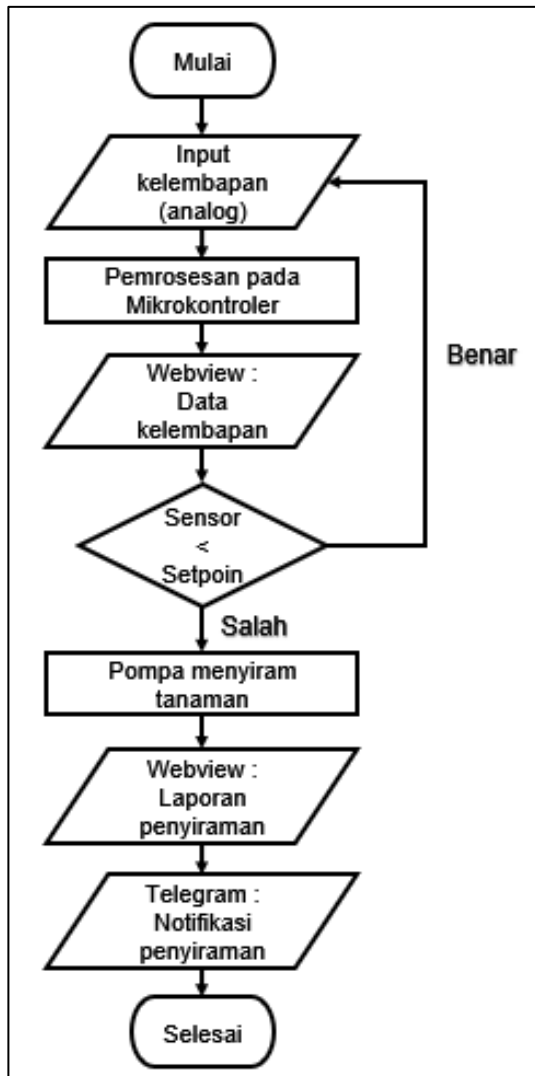 Mulai
Input
kelembapan
(analog)
Pemrosesan pada
Mikrokontroler
Webview :
Data
kelembapan
Benar
Sensor
<
Setpoin
Salah
Pompa menyiram
tanaman
Webview :
Laporan
penyiraman
Telegram :
Notifikasi
penyiraman
Selesai